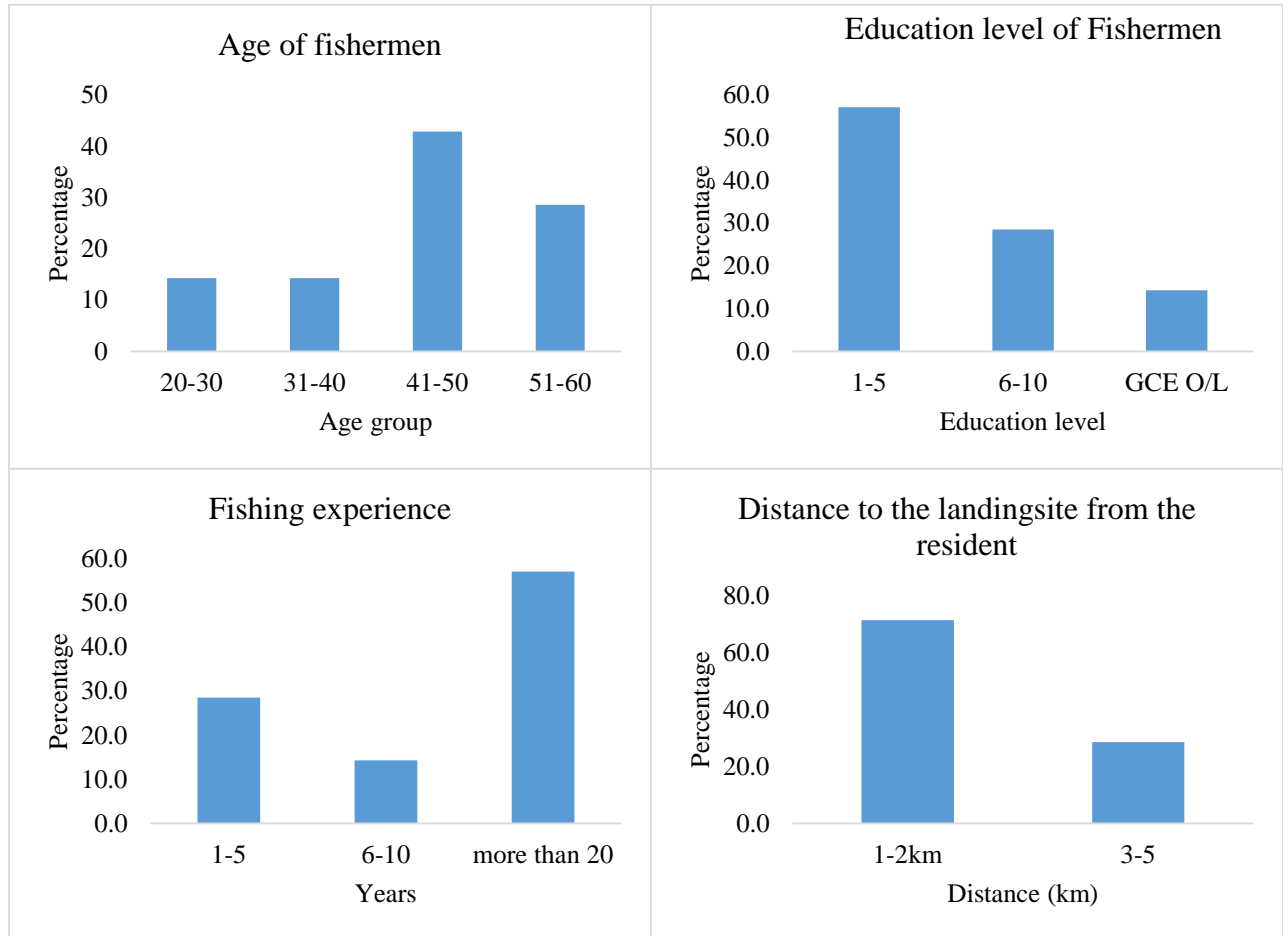 Age of fishermen
50
40
30
20
10
0
Percentage
20-30 31-40 41-50 51-60
Age group
Education level of Fishermen
60.0
50.0
40.0
30.0
20.0
10.0
0.0
Percentage
1-5 6-10 GCE O/L
Education level
Fishing experience
60.0
50.0
40.0
30.0
20.0
10.0
0.0
Percentage
1-5 6-10 more than 20
Years
Distance to the landingsite from the
resident
80.0
60.0
40.0
20.0
0.0
Percentage
1-2km 3-5
Distance (km)